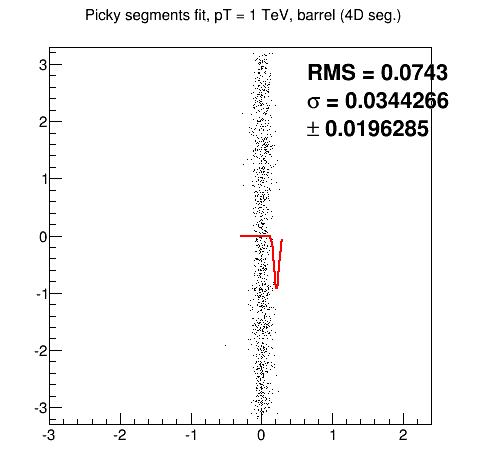 Picky segments fit, pT = 1 TeV, barrel (4D seg.)
RMS = 0.0743
σ = 0.0344266
± 0.0196285
3
2
1
0
-1
-2
-3
-3 -2 -1 0 1 2